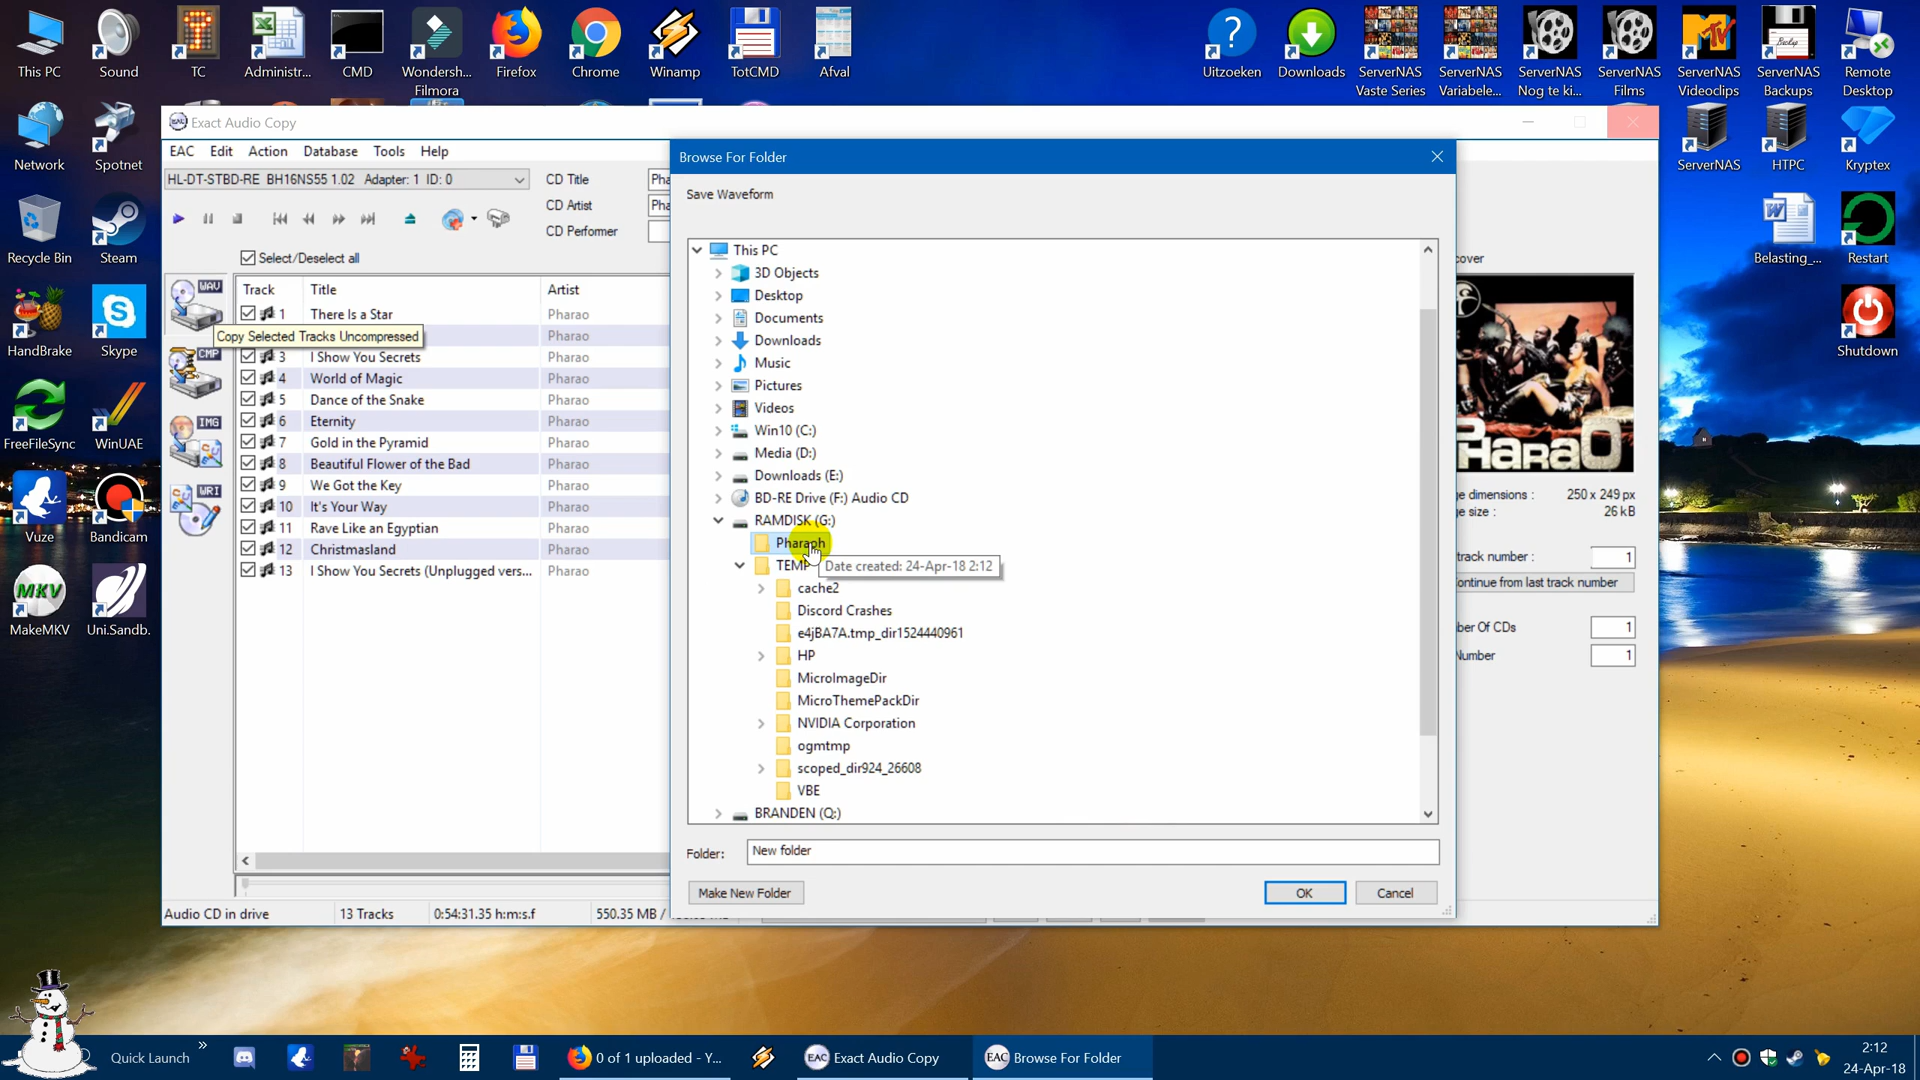 This PC
Sound
TC
Administr...
CMD
Wondersh...
Filmora
Firefox
Chrome
Winamp
TotCMD
Afval
Uitzoeken
Downloads
ServerNAS
Vaste Series
ServerNAS
Variabele...
ServerNAS
Nog te ki...
ServerNAS
Films
ServerNAS
Videoclips
ServerNAS
Backups
Remote
Desktop
Network
Spotnet
ServerNAS
HTPC
Kryptex
Recycle Bin
Steam
Belasting_...
Restart
HandBrake
Skype
Shutdown
FreeFileSync
WinUAE
Vuze
Bandicam
MKV
MakeMKV
Uni.Sandb.
EAC Exact Audio Copy
EAC Edit Action Database Tools Help
HL-DT-STBD-RE BH16NS55 1.02 Adapter: 1 ID: 0
CD Title Pha
CD Artist Pha
CD Performer
Select/Deselect all
WAV
CMP
IMG
WRI
Track Title Artist
1 There Is a Star Pharao
Copy Selected Tracks Uncompressed
Pharao
3 I Show You Secrets Pharao
4 World of Magic Pharao
5 Dance of the Snake Pharao
6 Eternity Pharao
7 Gold in the Pyramid Pharao
8 Beautiful Flower of the Bad Pharao
9 We Got the Key Pharao
10 It's Your Way Pharao
11 Rave Like an Egyptian Pharao
12 Christmasland Pharao
13 I Show You Secrets (Unplugged vers... Pharao
Audio CD in drive 13 Tracks 0:54:31.35 h:m:s.f 550.35 MB /
Browse For Folder
Save Waveform
This PC
3D Objects
Desktop
Documents
Downloads
Music
Pictures
Videos
Win10 (C:)
Media (D:)
Downloads (E:)
BD-RE Drive (F:) Audio CD
RAMDISK (G:)
Pharaph
TEMP
Date created: 24-Apr-18 2:12
cache2
Discord Crashes
e4jBA7A.tmp_dir1524440961
HP
MicroImageDir
MicroThemePackDir
NVIDIA Corporation
ogmtmp
scoped_dir924_26608
VBE
BRANDEN (Q:)
Folder: New folder
Make New Folder
OK
Cancel
over
PharaO
e dimensions : 250 x 249 px
e size : 26 kB
track number : 1
ontinue from last track number
ber Of CDs 1
Number 1
Quick Launch
0 of 1 uploaded - Y...
EAC Exact Audio Copy
EAC Browse For Folder
2:12
24-Apr-18